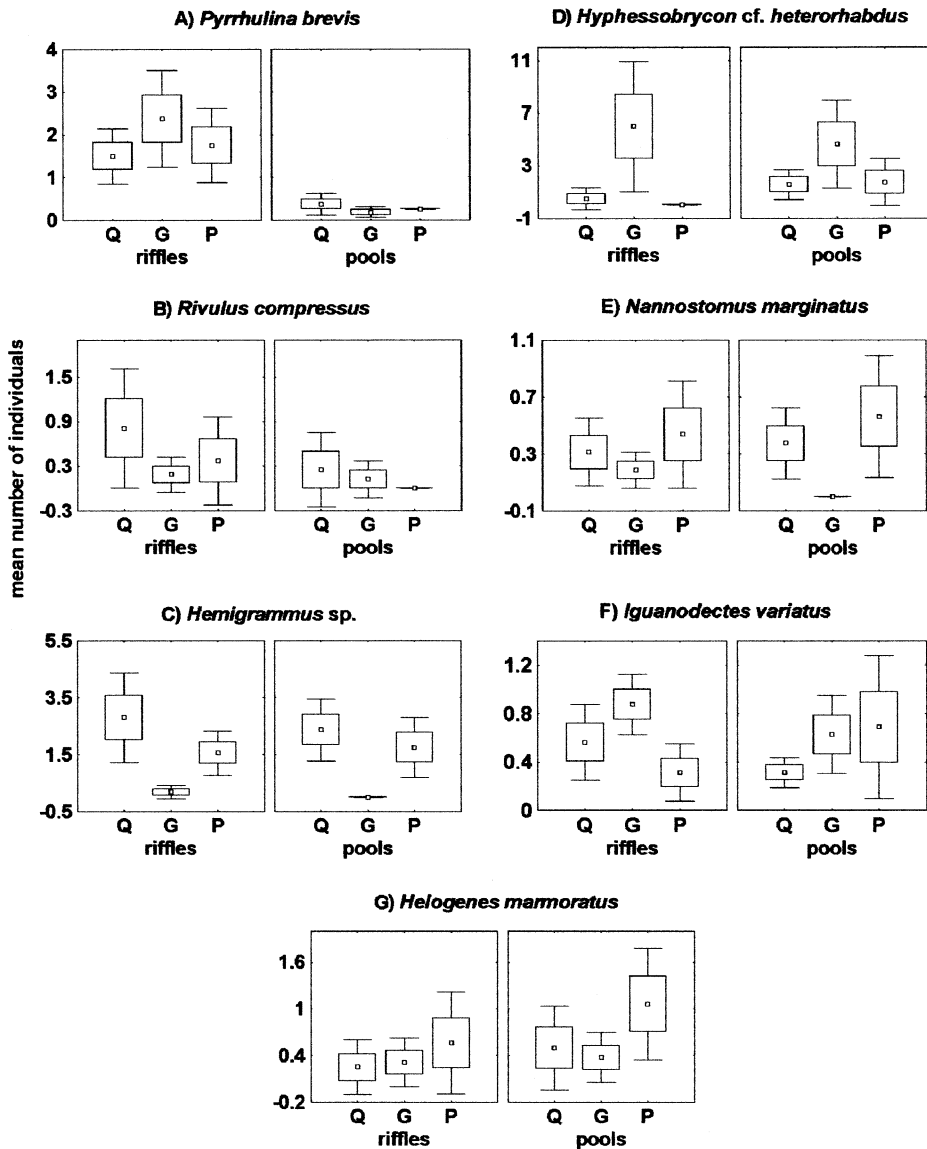 mean number of individuals
A) Pyrrhulina brevis
4
3
2
1
0
Q G P
riffles
Q G P
pools
B) Rivulus compressus
1.5
0.9
0.3
-0.3
Q G P
riffles
Q G P
pools
C) Hemigrammus sp.
5.5
3.5
1.5
-0.5
Q G P
riffles
Q G P
pools
D) Hyphessobrycon cf. heterorhabdus
11
7
3
-1
Q G P
riffles
Q G P
pools
E) Nannostomus marginatus
1.1
0.7
0.3
-0.1
Q G P
riffles
Q G P
pools
F) Iguanodectes variatus
1.2
0.8
0.4
0
Q G P
riffles
Q G P
pools
G) Helogenes marmoratus
1.6
1
0.4
-0.2
Q G P
riffles
Q G P
pools